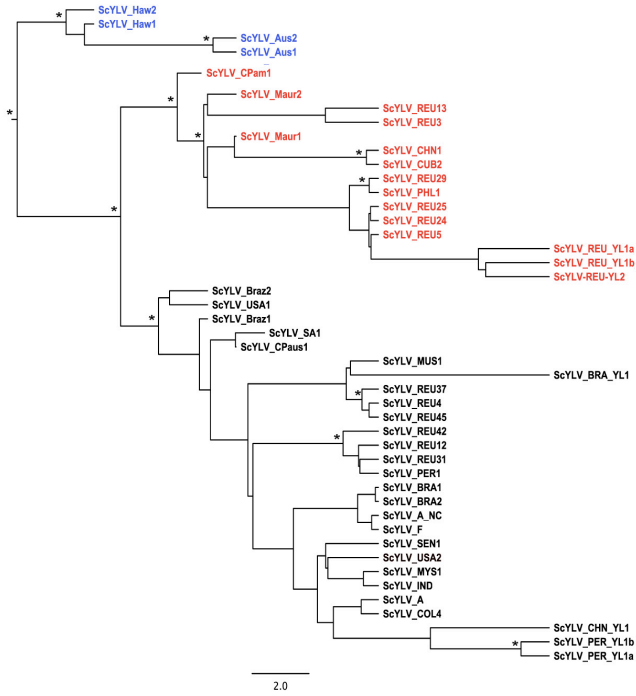 ScYLV_Haw2
ScYLV_Haw1
ScYLV_Aus2
ScYLV_Aus1
ScYLV_CPam1
ScYLV_Maur2
ScYLV_REU13
ScYLV_REU3
ScYLV_Maur1
ScYLV_CHN1
ScYLV_CUB2
ScYLV_REU29
ScYLV_PHL1
ScYLV_REU25
ScYLV_REU24
ScYLV_REU5
ScYLV_REU_YL1a
ScYLV_REU_YL1b
ScYLV-REU-YL2
ScYLV_Braz2
ScYLV_USA1
ScYLV_Braz1
ScYLV_SA1
ScYLV_CPaus1
ScYLV_MUS1
ScYLV_BRA_YL1
ScYLV_REU37
ScYLV_REU4
ScYLV_REU45
ScYLV_REU42
ScYLV_REU12
ScYLV_REU31
ScYLV_PER1
ScYLV_BRA1
ScYLV_BRA2
ScYLV_A_NC
ScYLV_F
ScYLV_SEN1
ScYLV_USA2
ScYLV_MYS1
ScYLV_IND
ScYLV_A
ScYLV_COL4
ScYLV_CHN_YL1
ScYLV_PER_YL1b
ScYLV_PER_YL1a
2.0